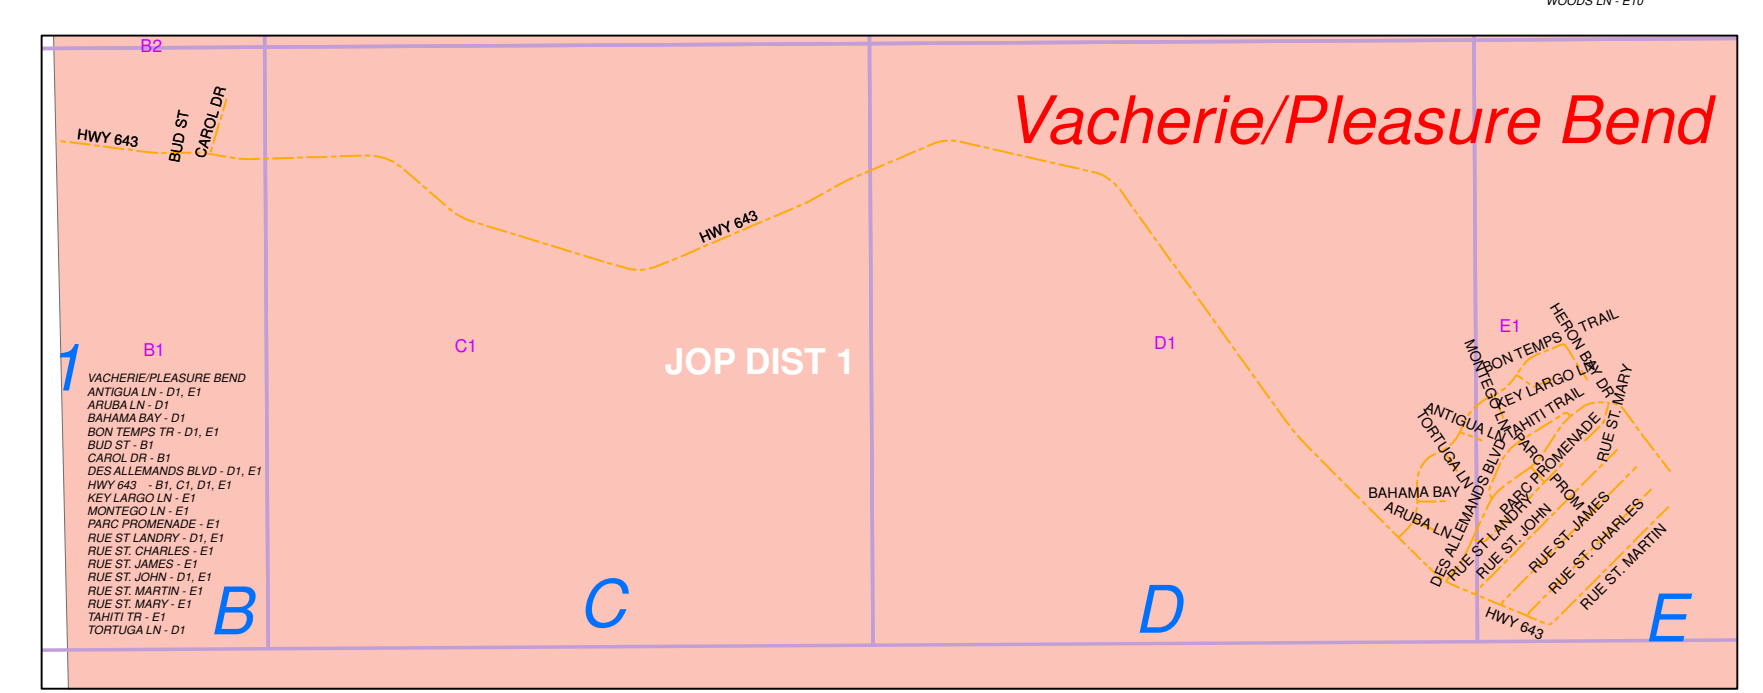 WOODS LN - E10
B2
Vacherie/Pleasure Bend
HWY 643
BUD ST
CAROL DR
HWY 643
B1
C1
JOP DIST 1
D1
E1
1
VACHERIE/PLEASURE BEND
ANTIGUA LN - D1, E1
ARUBA LN - D1
BAHAMA BAY - D1
BON TEMPS TR - D1, E1
BUD ST - B1
CAROL DR - B1
DES ALLEMANDS BLVD - D1, E1
HWY 643 - B1, C1, D1, E1
KEY LARGO LN - E1
MONTEGO LN - E1
PARC PROMENADE - E1
RUE ST LANDRY - D1, E1
RUE ST. CHARLES - E1
RUE ST. JAMES - E1
RUE ST. JOHN - D1, E1
RUE ST. MARTIN - E1
RUE ST. MARY - E1
TAHITI TR - E1
TORTUGA LN - D1
HERON BAY DR
BON TEMPS TRAIL
MONTEGO LN
KEY LARGO LN
RUE ST. MARY
TAHITI TRAIL
ANTIGUA LN
TORTUGA LN
PARC PROM
PARC PROMENADE
BAHAMA BAY
ARUBA LN
DES ALLEMANDS BLVD
RUE ST LANDRY
RUE ST. JOHN
RUE ST. JAMES
RUE ST. CHARLES
RUE ST. MARTIN
HWY 643
B
C
D
E